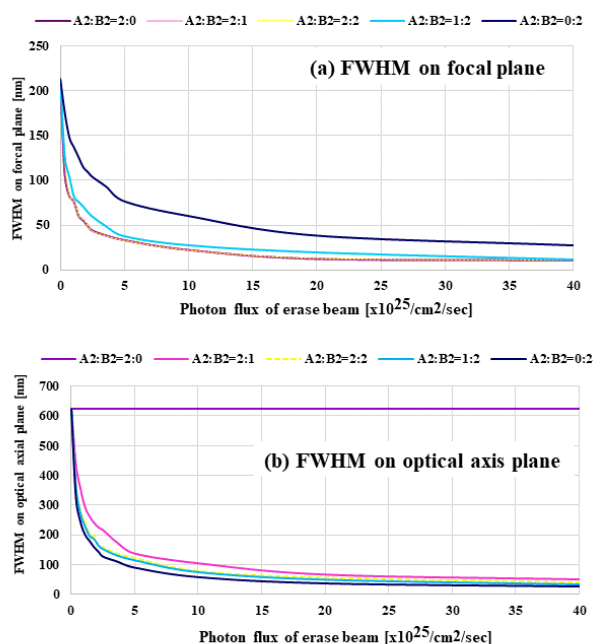 A2:B2=2:0 A2:B2=2:1 A2:B2=2:2 A2:B2=1:2 A2:B2=0:2
250
200
150
100
50
0
FWHM on forcal plane [nm]
(a) FWHM on focal plane
0 5 10 15 20 25 30 35 40
Photon flux of erase beam [x10²⁵/cm2/sec]
A2:B2=2:0 A2:B2=2:1 A2:B2=2:2 A2:B2=1:2 A2:B2=0:2
700
600
500
400
300
200
100
0
FWHM on optical axial plane [nm]
(b) FWHM on optical axis plane
0 5 10 15 20 25 30 35 40
Photon flux of erase beam [x10²⁵/cm2/sec]